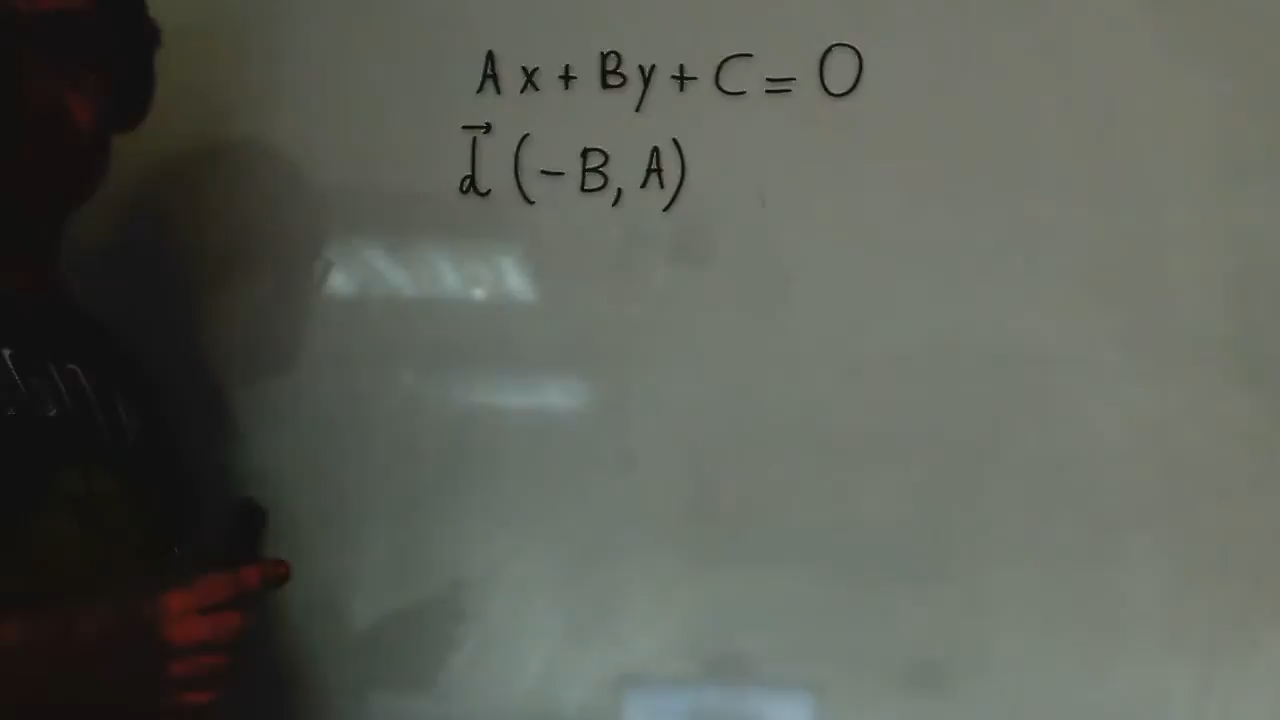 Ax + By + C = 0
d⃗ (-B, A)